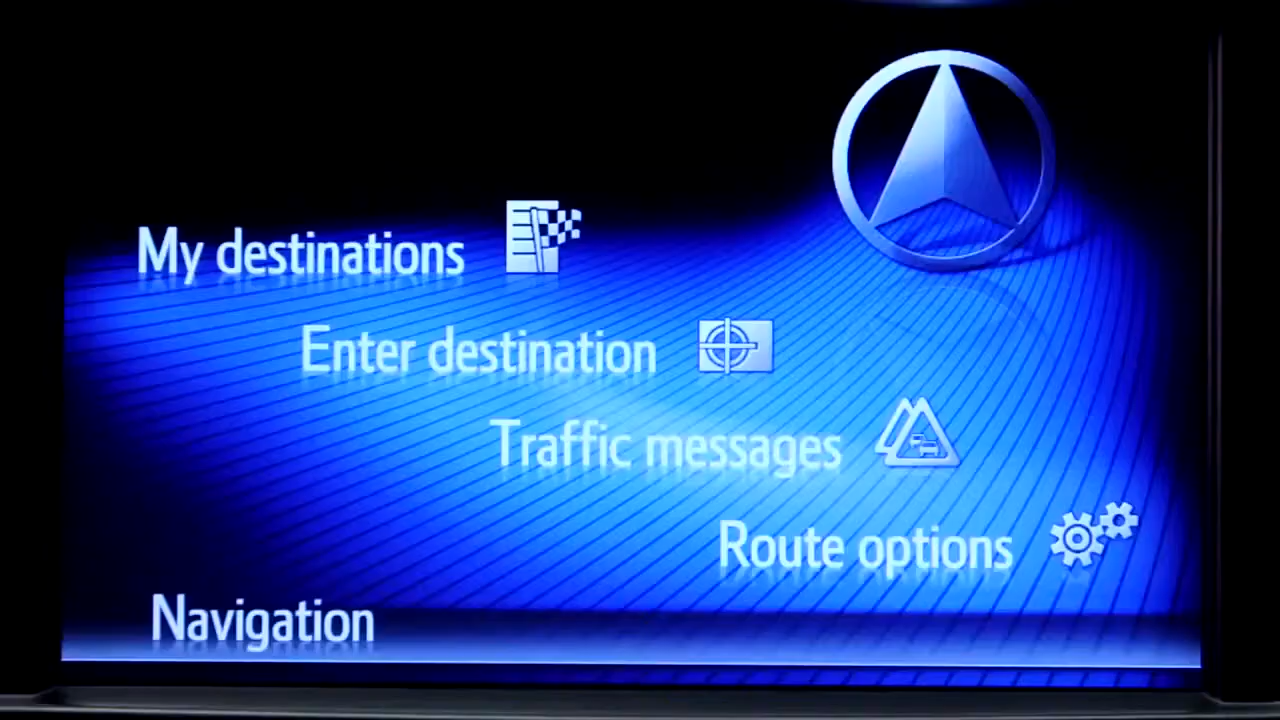 My destinations
Enter destination
Traffic messages
Route options
Navigation